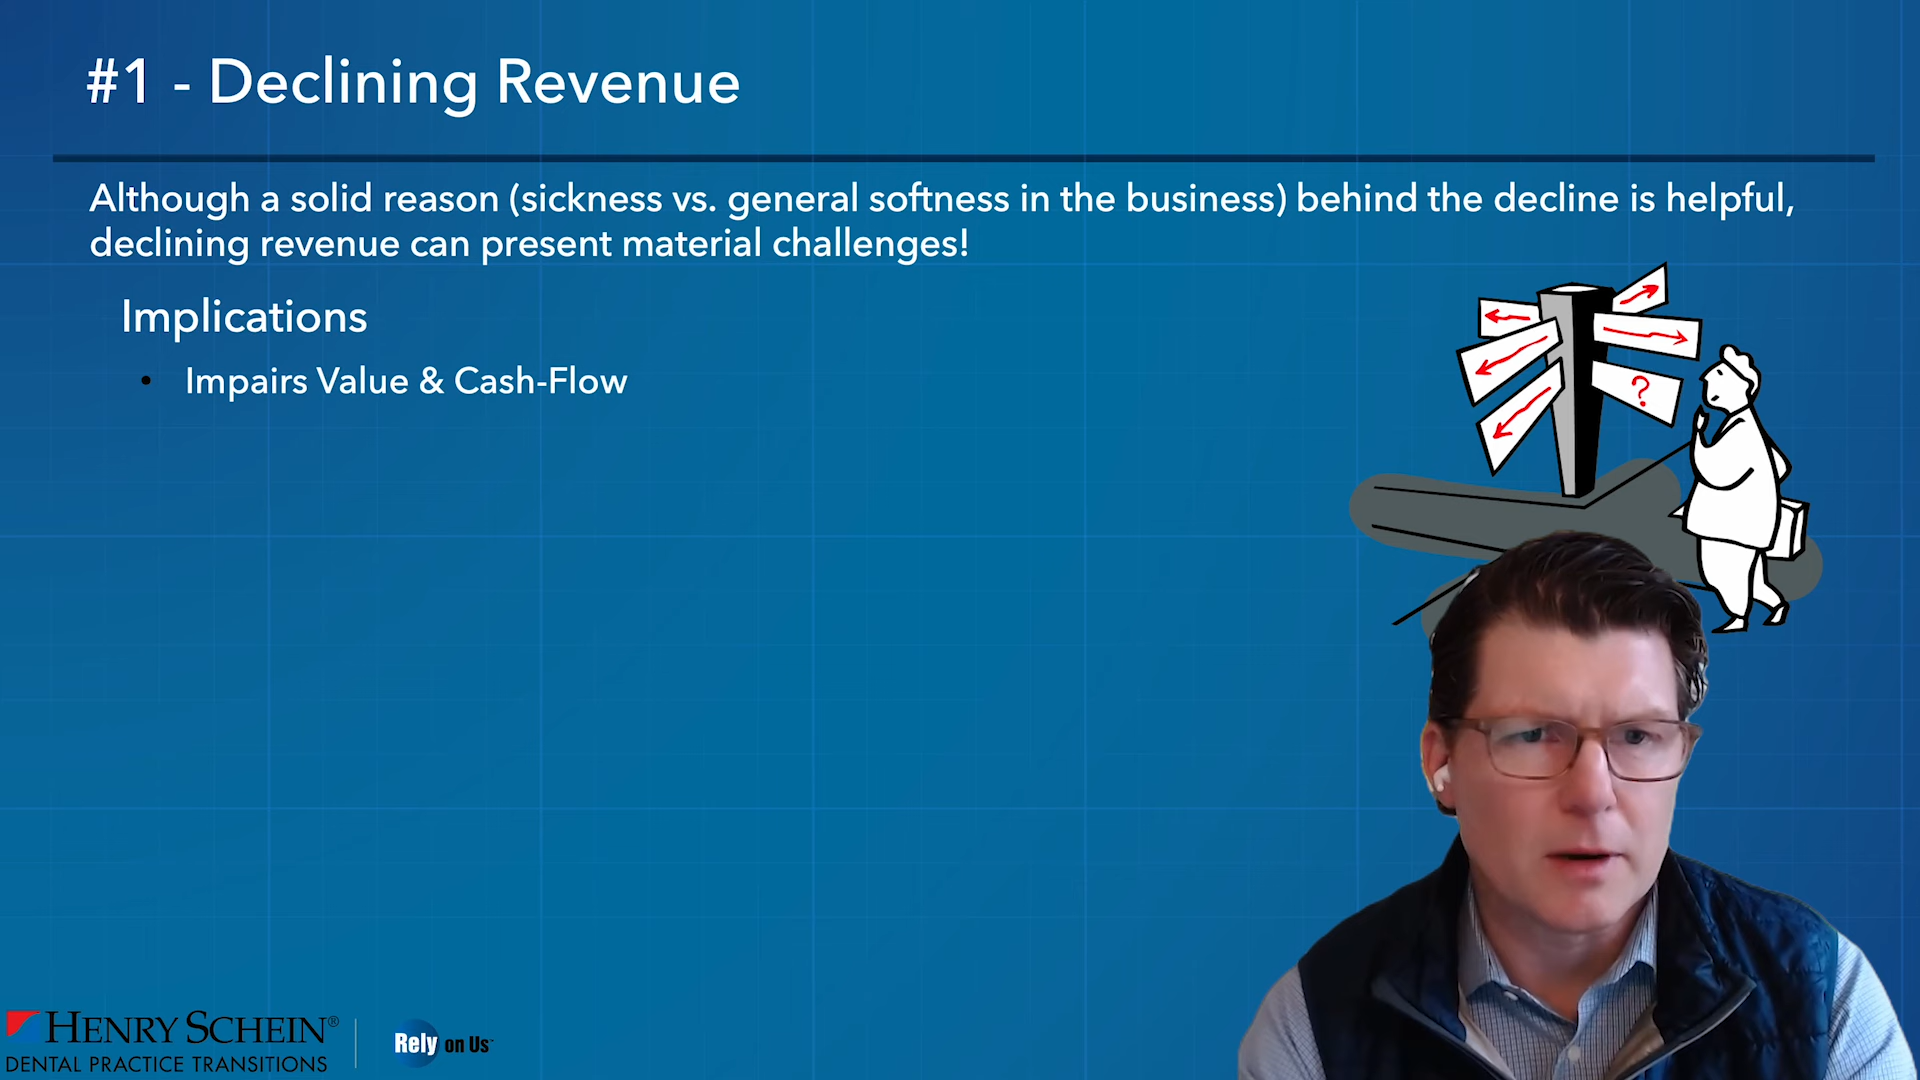 #1 - Declining Revenue
Although a solid reason (sickness vs. general softness in the business) behind the decline is helpful,
declining revenue can present material challenges!
Implications
• Impairs Value & Cash-Flow
?
HENRY SCHEIN®
DENTAL PRACTICE TRANSITIONS
Rely on Us™